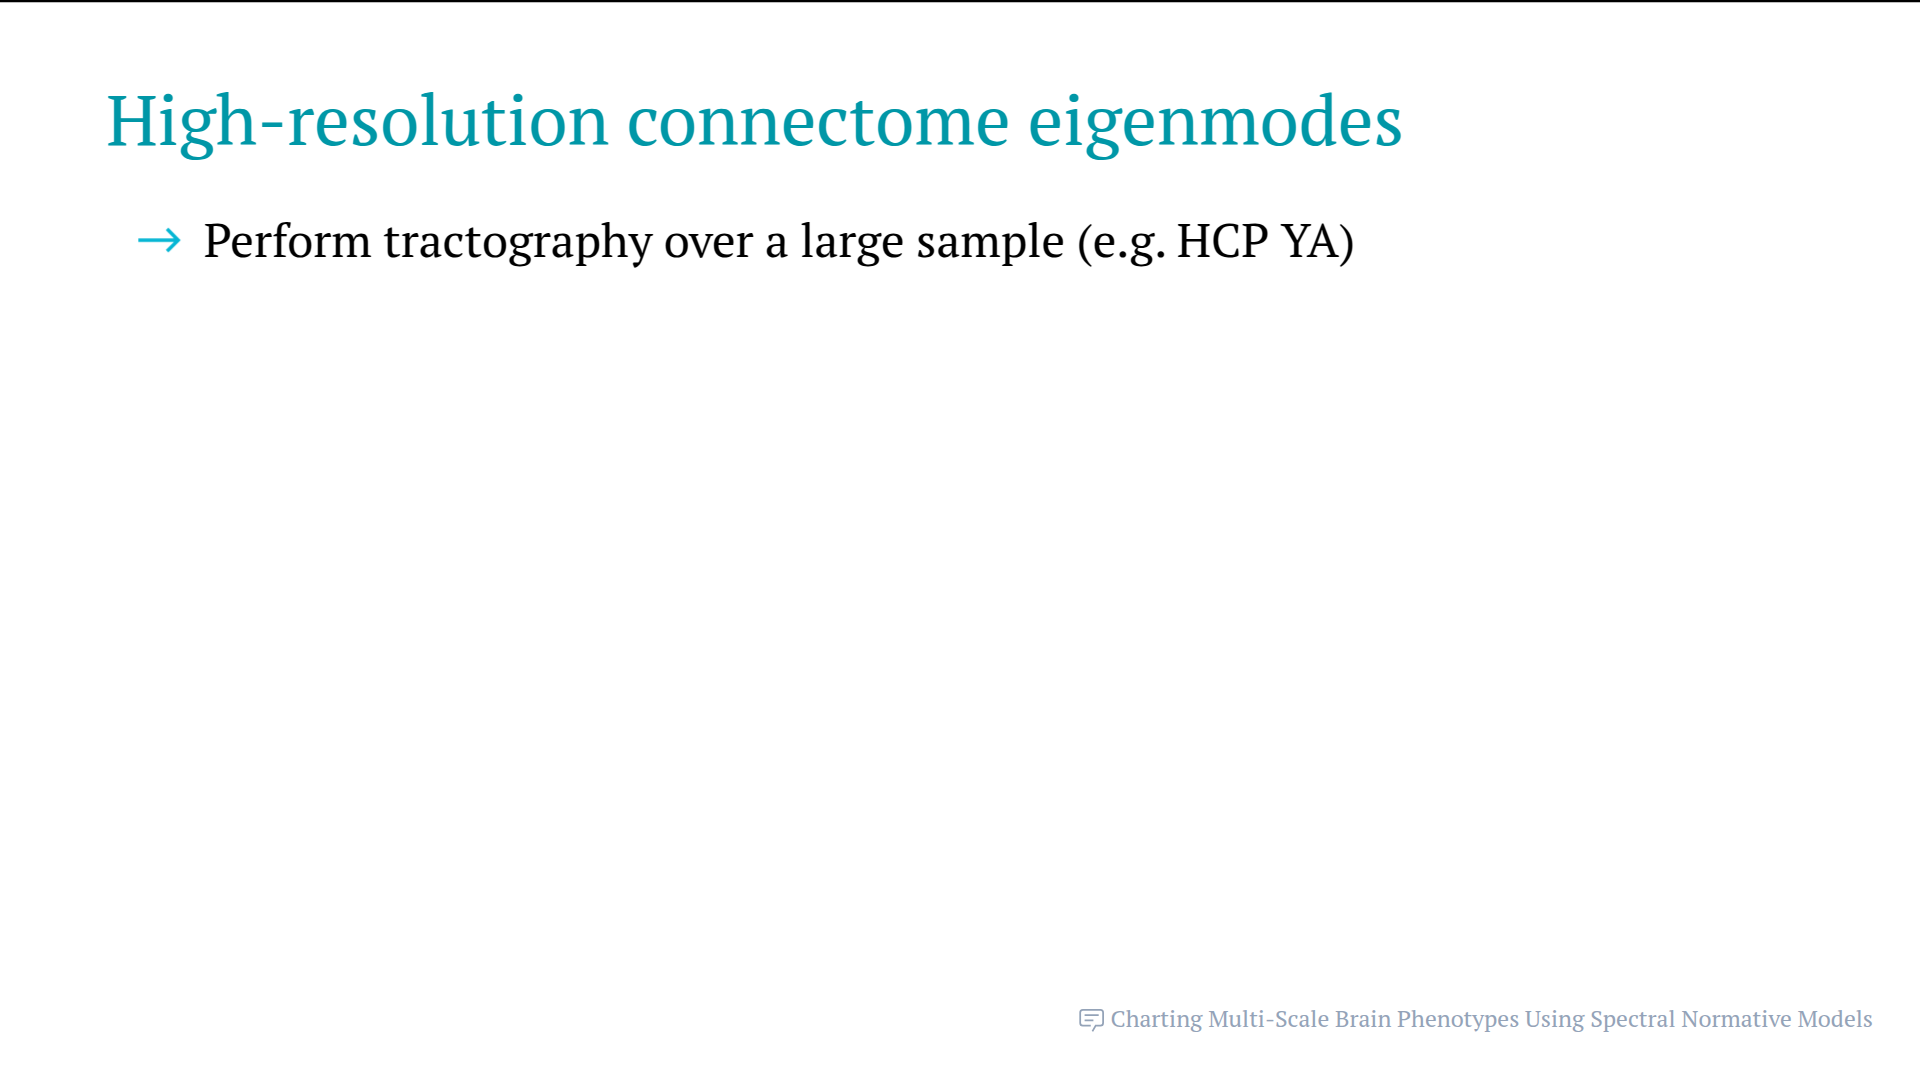 High-resolution connectome eigenmodes
→ Perform tractography over a large sample (e.g. HCP YA)
Charting Multi-Scale Brain Phenotypes Using Spectral Normative Models